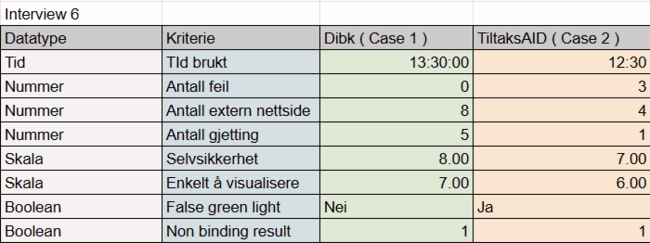 Interview 6
Datatype Kriterie Dibk ( Case 1 ) TiltaksAID ( Case 2 )
Tid TId brukt 13:30:00 12:30
Nummer Antall feil 0 3
Nummer Antall extern nettside 8 4
Nummer Antall gjetting 5 1
Skala Selvsikkerhet 8.00 7.00
Skala Enkelt å visualisere 7.00 6.00
Boolean False green light Nei Ja
Boolean Non binding result 1 1